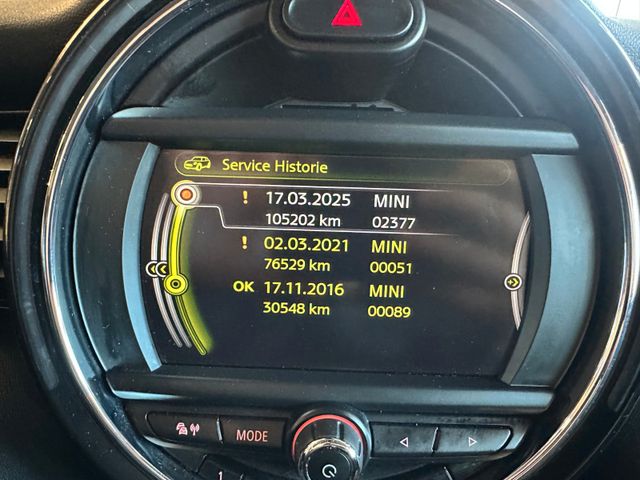 Service Historie
! 17.03.2025 MINI
105202 km 02377
! 02.03.2021 MINI
76529 km 00051
OK 17.11.2016 MINI
30548 km 00089
MODE
1